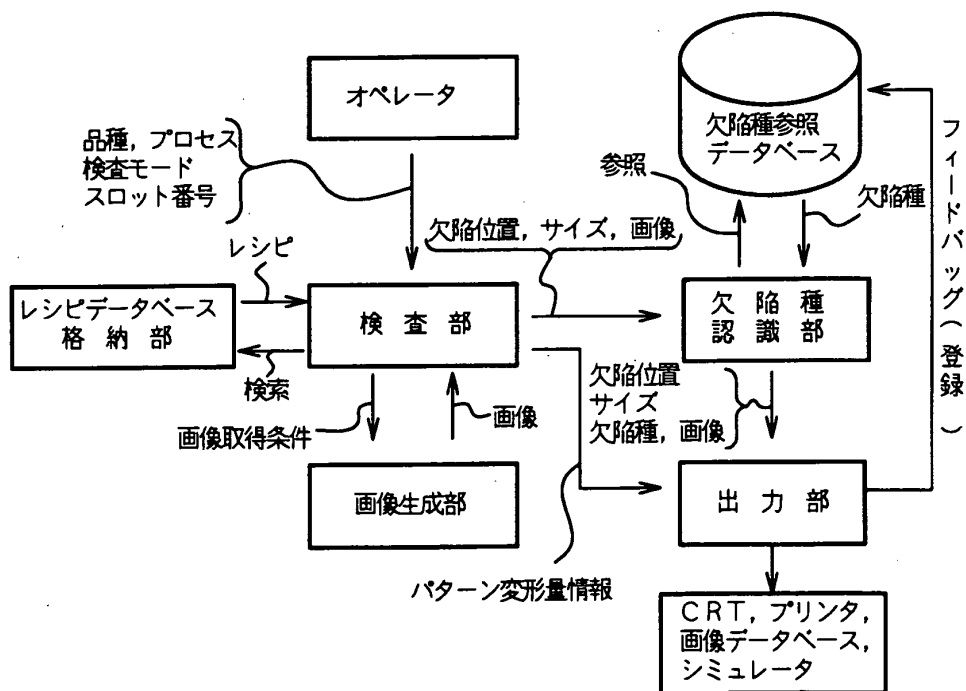 オペレータ
品種，プロセス
検査モード
スロット番号
欠陥種参照
データベース
参照
欠陥種
フィードバッグ（登録）
欠陥位置，サイズ，画像
レシピ
レシピデータベース
格納部
検査部
欠陥種
認識部
検索
画像取得条件
画像
欠陥位置
サイズ
欠陥種，画像
画像生成部
出力部
パターン変形量情報
ＣＲＴ，プリンタ，
画像データベース，
シミュレータ